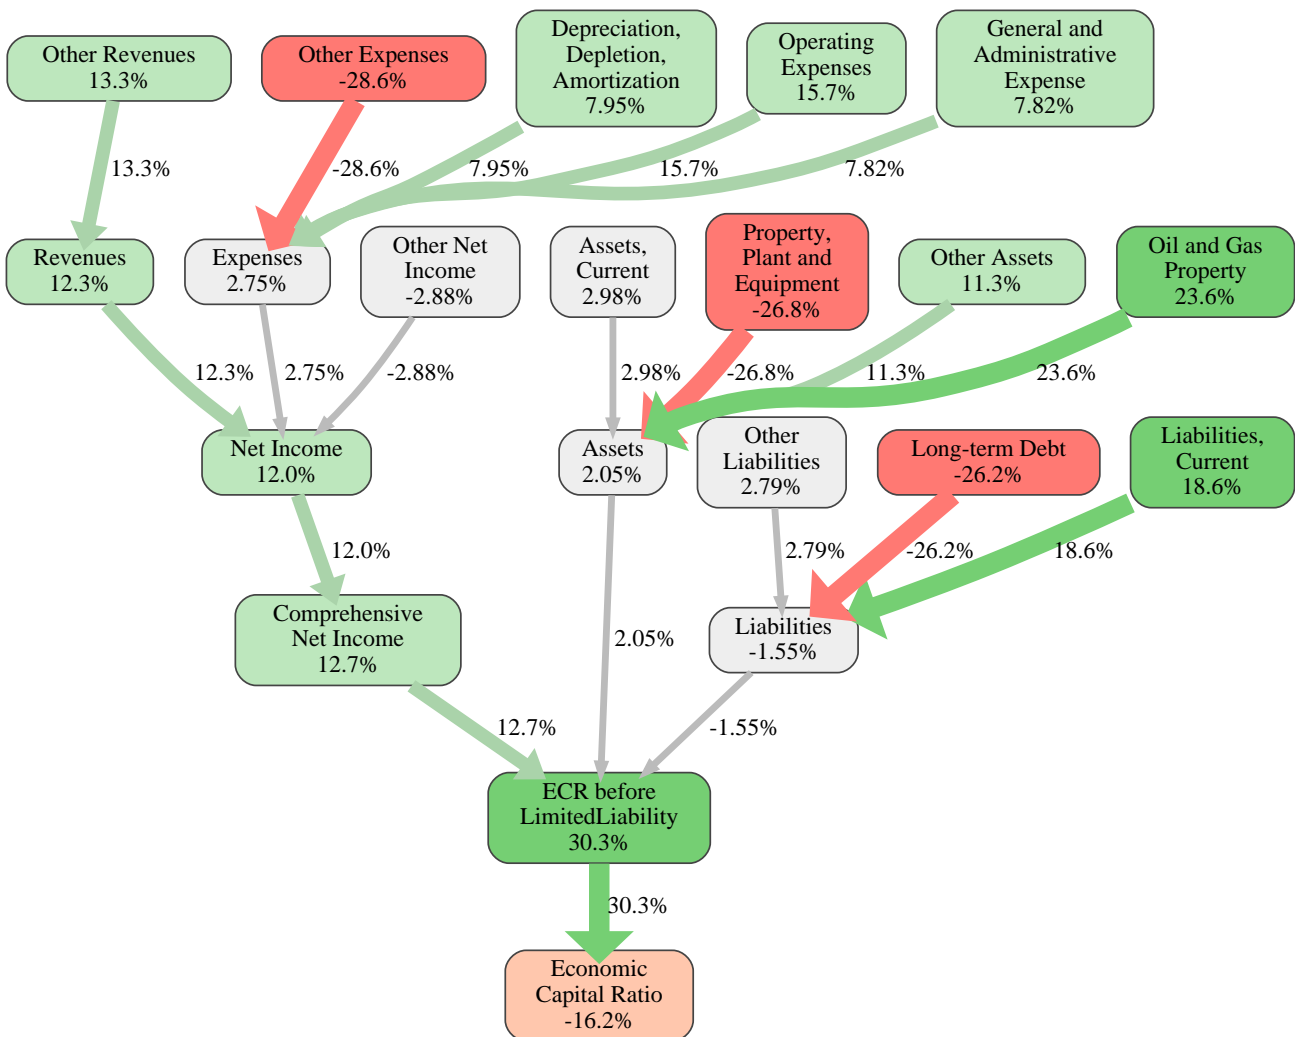 Other Revenues
13.3%
Other Expenses
-28.6%
Depreciation,
Depletion,
Amortization
7.95%
Operating
Expenses
15.7%
General and
Administrative
Expense
7.82%
13.3%
-28.6%
7.95%
15.7%
7.82%
Revenues
12.3%
Expenses
2.75%
Other Net
Income
-2.88%
Assets,
Current
2.98%
Property,
Plant and
Equipment
-26.8%
Other Assets
11.3%
Oil and Gas
Property
23.6%
12.3%
2.75%
-2.88%
2.98%
-26.8%
11.3%
23.6%
Net Income
12.0%
Assets
2.05%
Other
Liabilities
2.79%
Long-term Debt
-26.2%
Liabilities,
Current
18.6%
12.0%
2.79%
-26.2%
18.6%
Comprehensive
Net Income
12.7%
2.05%
Liabilities
-1.55%
12.7%
-1.55%
ECR before
LimitedLiability
30.3%
30.3%
Economic
Capital Ratio
-16.2%